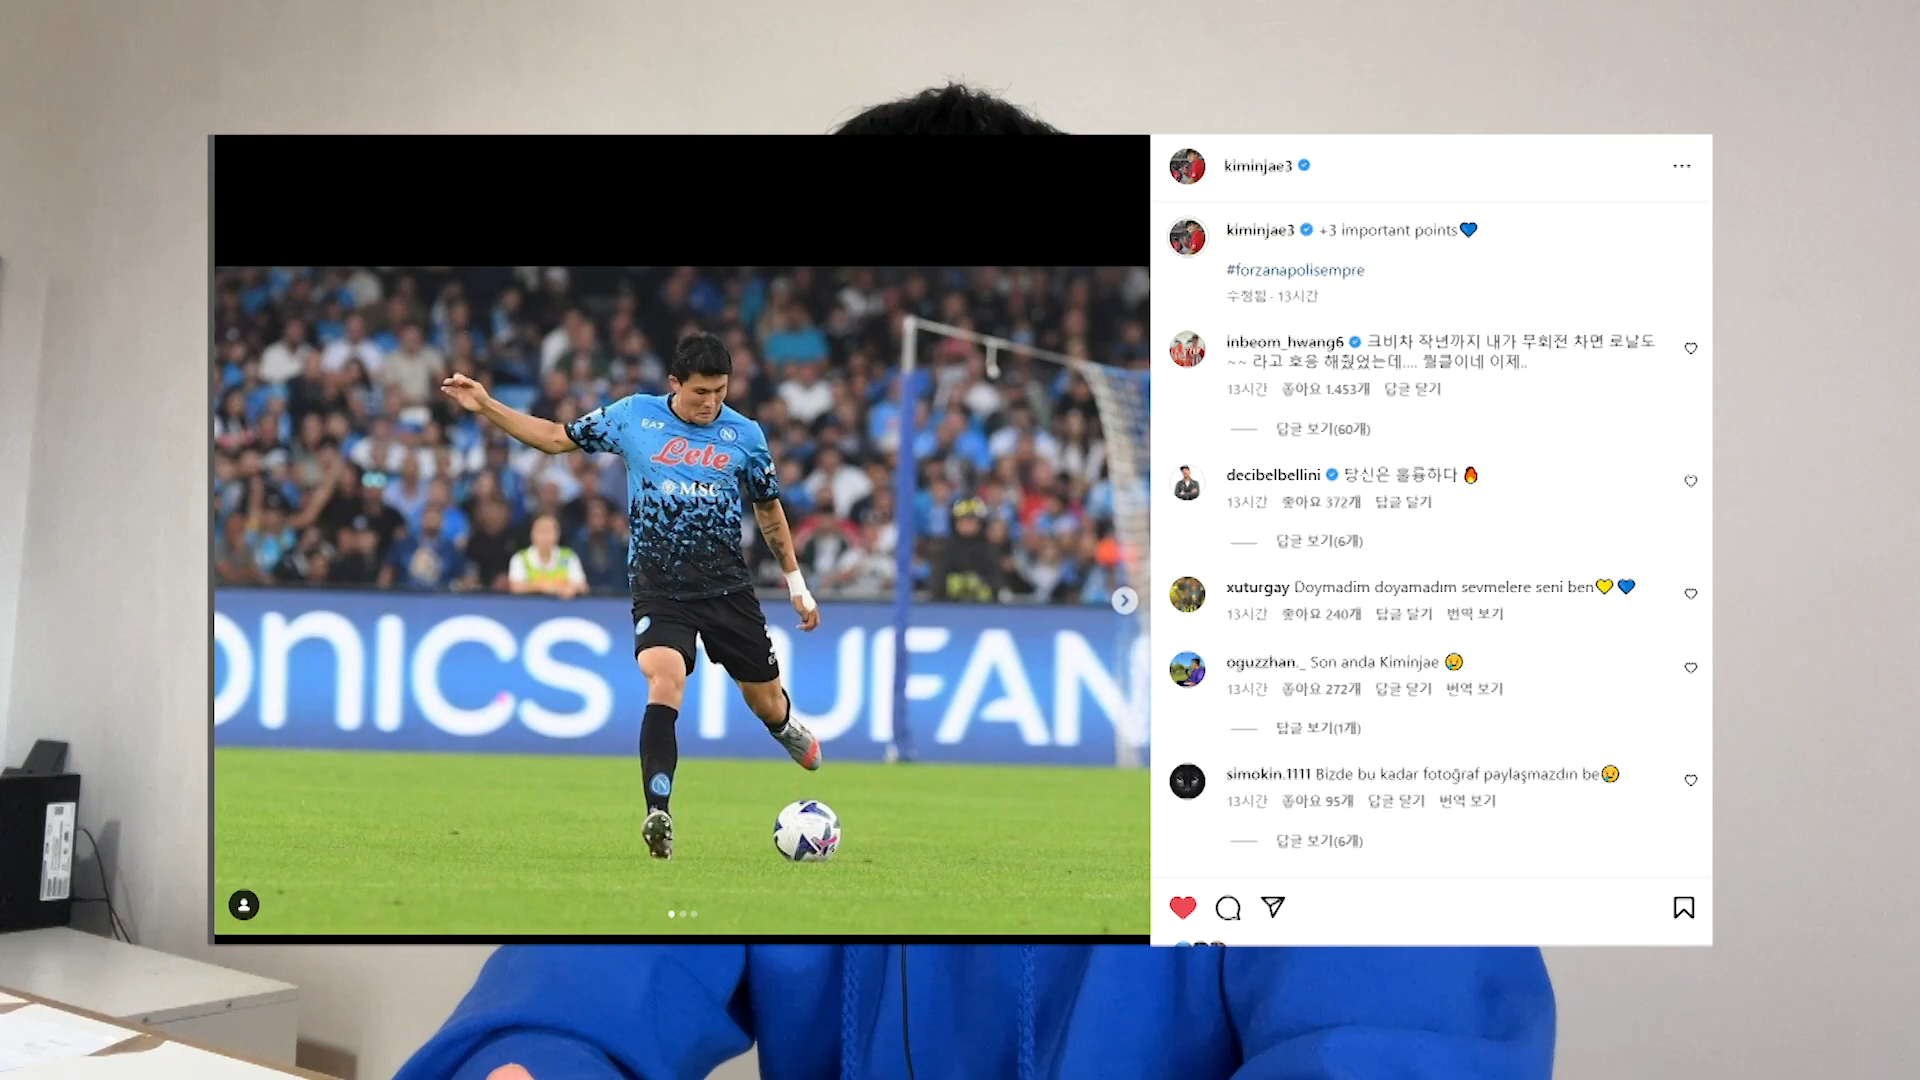 kiminjae3
kiminjae3 +3 important points💙
#forzanapolisempre
수정됨 · 13시간
inbeom_hwang6 크비차 작년까지 내가 무회전 차면 로날도
~~ 라고 호응 해줬었는데.... 월클이네 이제..
13시간 좋아요 1.453개 답글 달기
답글 보기(60개)
decibelbellini 당신은 훌륭하다 🔥
13시간 좋아요 372개 답글 달기
답글 보기(6개)
xuturgay Doymadim doyamadım sevmelere seni ben💛💙
13시간 좋아요 240개 답글 달기 번역 보기
oguzzhan._ Son anda Kiminjae 😢
13시간 좋아요 272개 답글 달기 번역 보기
답글 보기(1개)
simokin.1111 Bizde bu kadar fotoğraf paylaşmazdın be😢
13시간 좋아요 95개 답글 달기 번역 보기
답글 보기(6개)
EA7
Lete
MSC
ONICS TUFAN